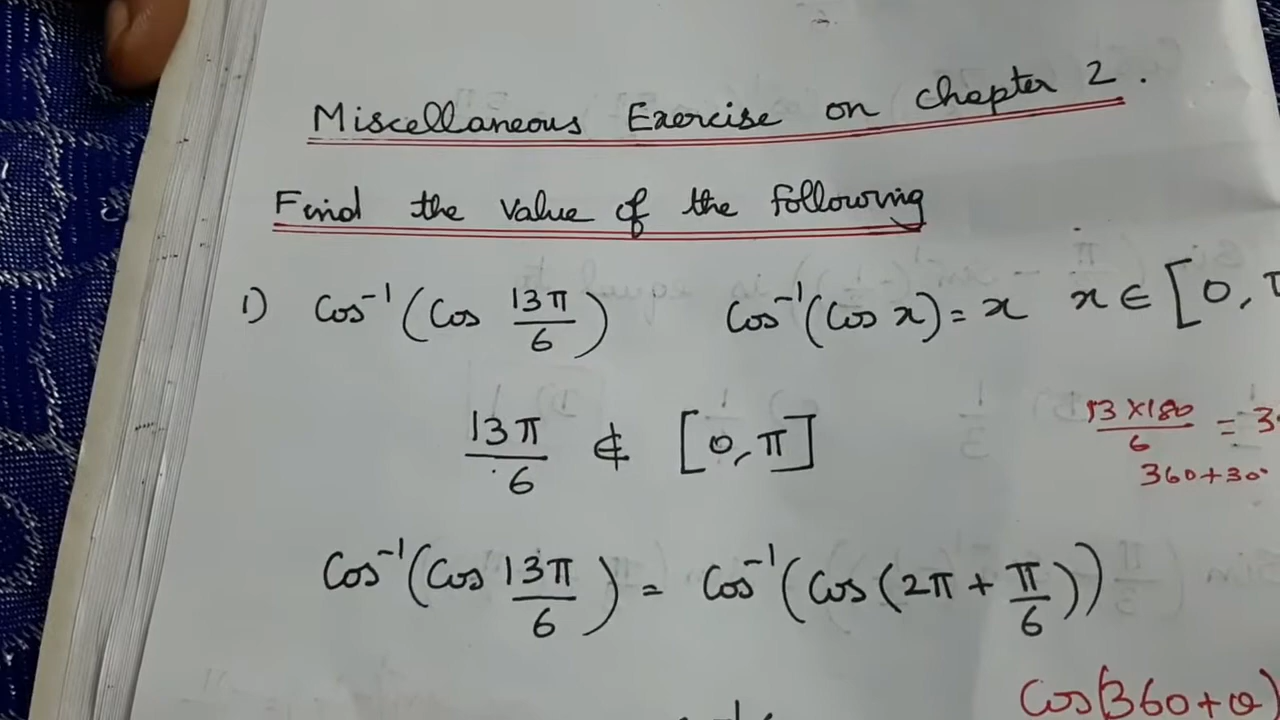 Miscellaneous Exercise on chapter 2.
Find the value of the following
1) Cos⁻¹(Cos 13π/6) Cos⁻¹(Cos x) = x x ∈ [0, π
13π/6 ∉ [0, π]
13×180/6 = 3
360+30°
Cos⁻¹(Cos 13π/6) = Cos⁻¹(Cos(2π + π/6))
Cos(360+θ)